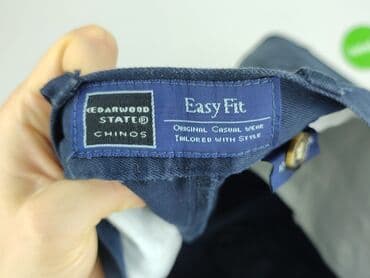 CEDARWOOD
STATE®
CHINOS
Easy Fit
ORIGINAL CASUAL WEAR
TAILORED WITH STYLE